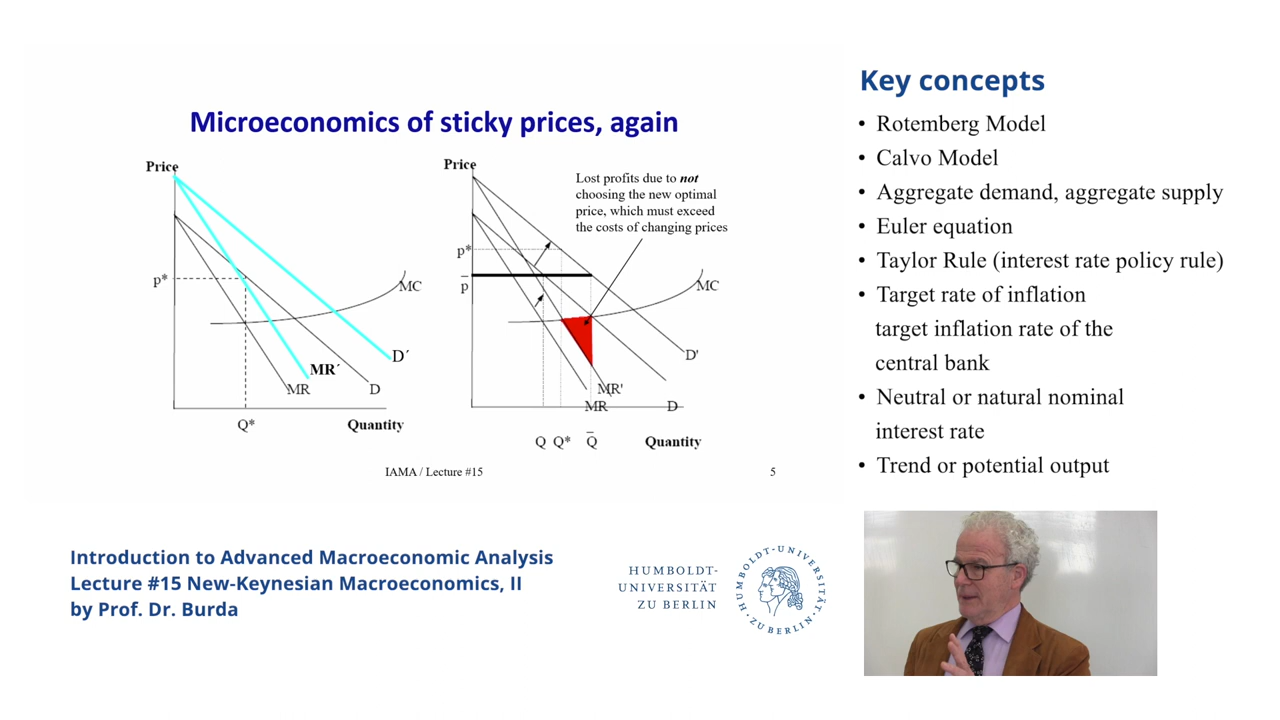 Microeconomics of sticky prices, again
Price
p*
MC
D´
MR´
MR
D
Q*
Quantity
Price
Lost profits due to not
choosing the new optimal
price, which must exceed
the costs of changing prices
p*
p̅
MC
D'
MR'
MR
D
Q Q* Q̅
Quantity
IAMA / Lecture #15
5
Key concepts
• Rotemberg Model
• Calvo Model
• Aggregate demand, aggregate supply
• Euler equation
• Taylor Rule (interest rate policy rule)
• Target rate of inflation
target inflation rate of the
central bank
• Neutral or natural nominal
interest rate
• Trend or potential output
Introduction to Advanced Macroeconomic Analysis
Lecture #15 New-Keynesian Macroeconomics, II
by Prof. Dr. Burda
HUMBOLDT-
UNIVERSITÄT
ZU BERLIN
HUMBOLDT-UNIVERSITÄT
ZU BERLIN